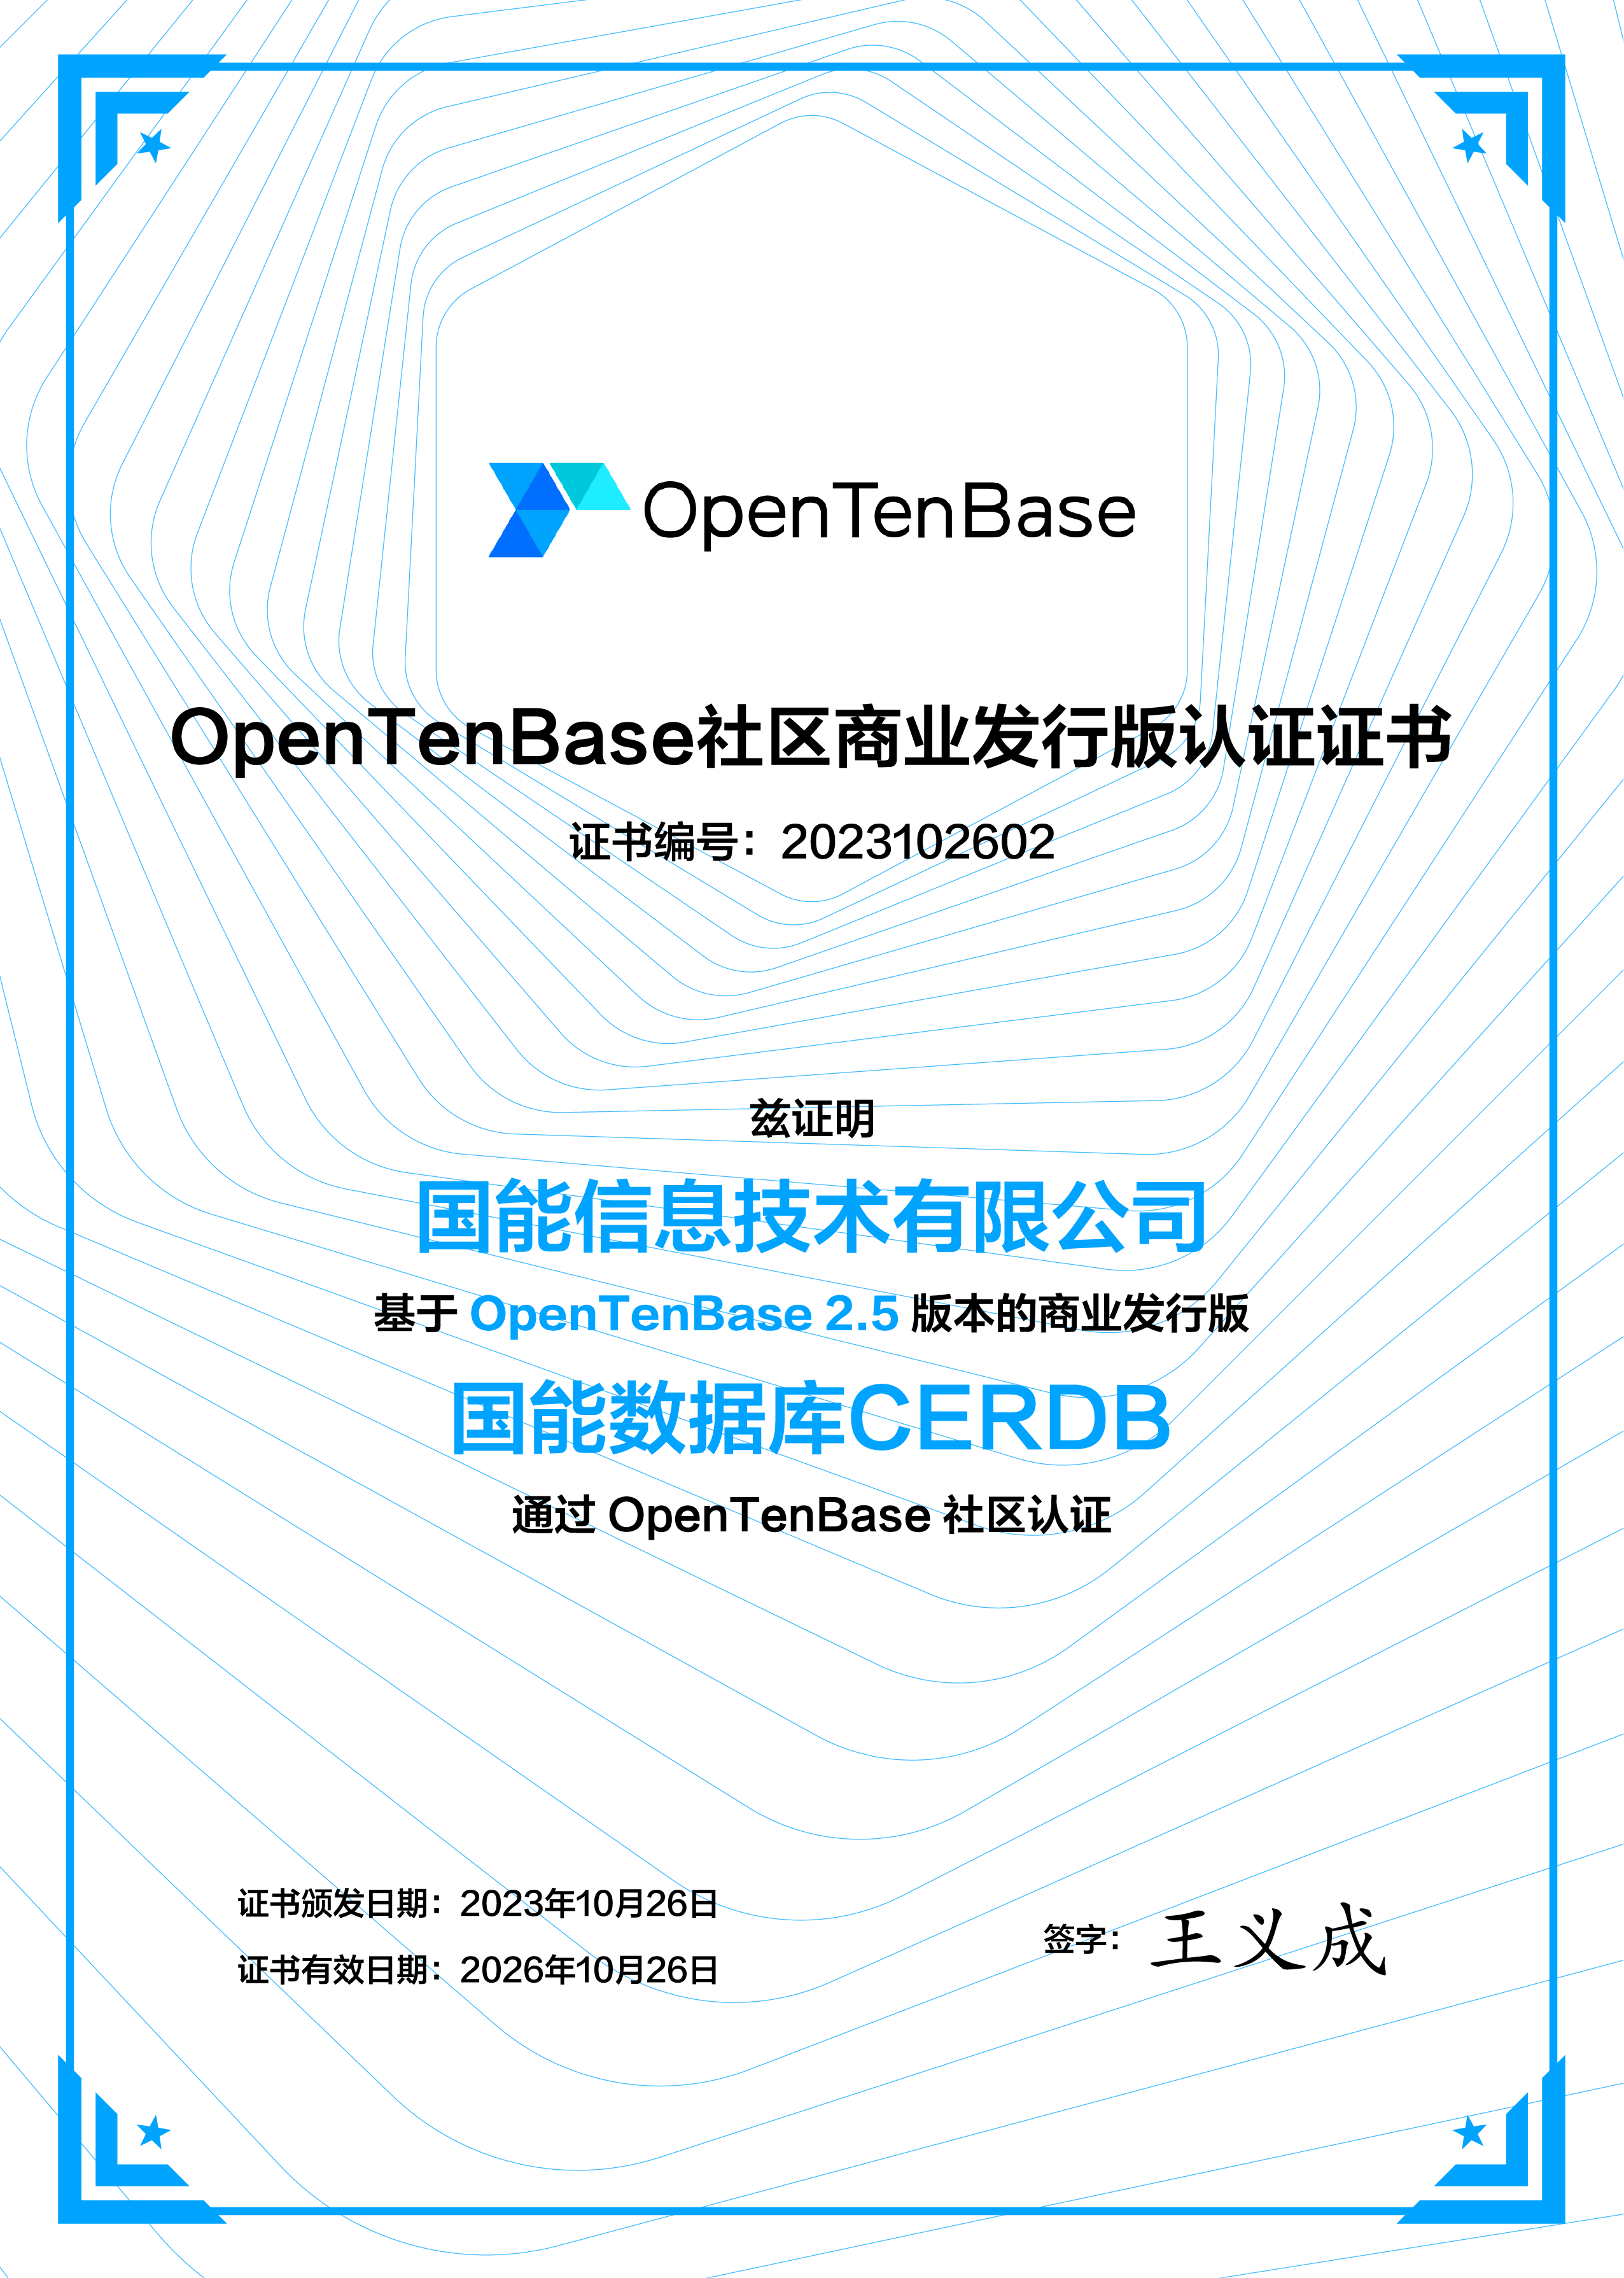 OpenTenBase
OpenTenBase社区商业发行版认证证书
证书编号：2023102602
兹证明
国能信息技术有限公司
基于 OpenTenBase 2.5 版本的商业发行版
国能数据库CERDB
通过 OpenTenBase 社区认证
证书颁发日期：2023年10月26日
证书有效日期：2026年10月26日
签字：王义成